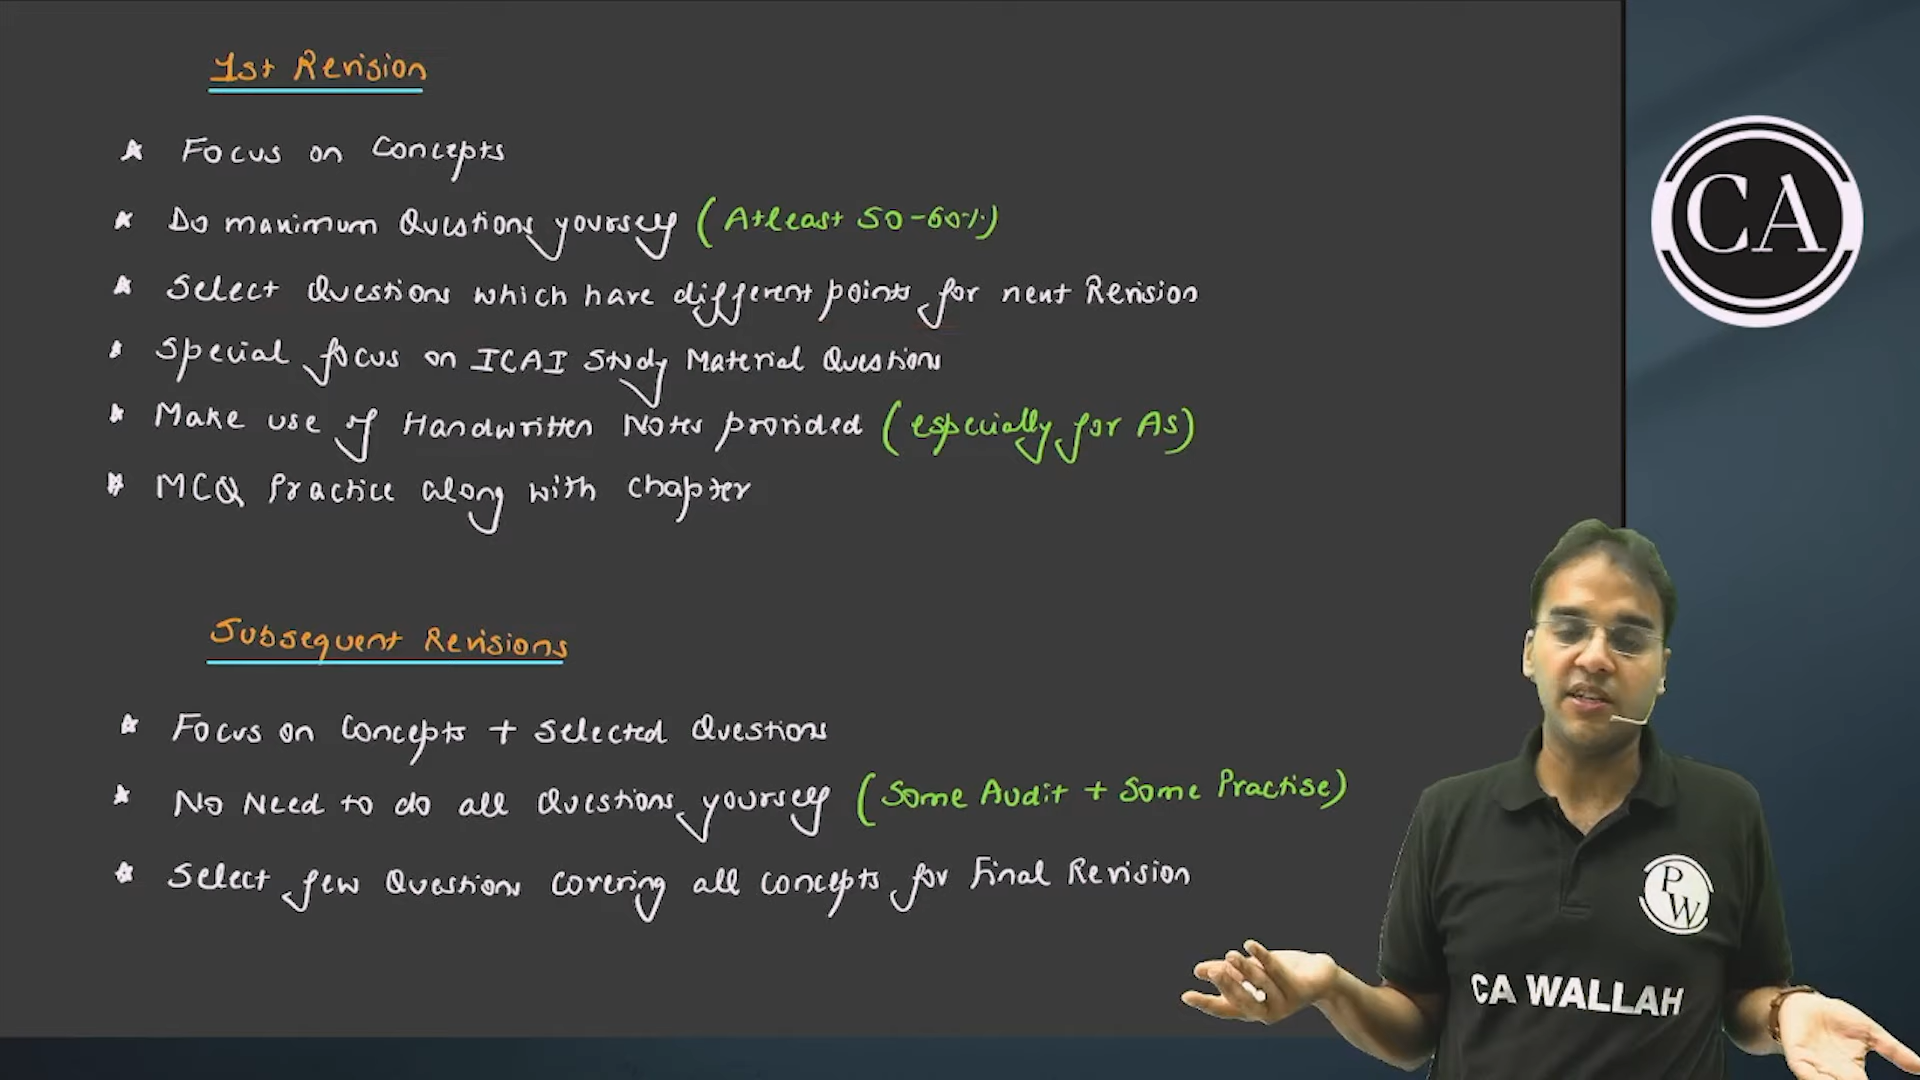 1st Revision
Focus on Concepts
Do maximum Questions yourself (Atleast 50-60%)
Select Questions which have different points for next Revision
Special focus on ICAI Study Material Questions
Make use of Handwritten Notes provided (especially for AS)
MCQ Practice along with chapter
Subsequent Revisions
Focus on Concepts + Selected Questions
No Need to do all Questions yourself (Some Audit + Some Practise)
Select few Questions covering all concepts for Final Revision
CA
PW
CA WALLAH